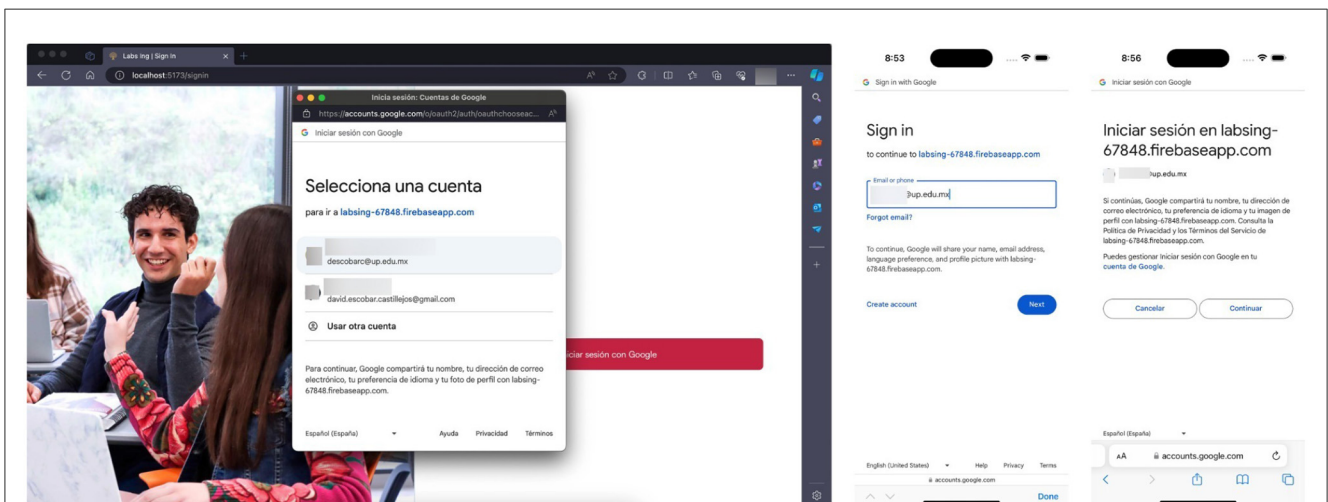 Labs Ing | Sign In
localhost:5173/signin
Inicia sesión: Cuentas de Google
https://accounts.google.com/o/oauth2/auth/oauthchooseac...
Iniciar sesión con Google
Selecciona una cuenta
para ir a labsing-67848.firebaseapp.com
descobarc@up.edu.mx
david.escobar.castillejos@gmail.com
Usar otra cuenta
Para continuar, Google compartirá tu nombre, tu dirección de correo
electrónico, tu preferencia de idioma y tu foto de perfil con labsing-
67848.firebaseapp.com.
Español (España) Ayuda Privacidad Términos
iciar sesión con Google
8:53
Sign in with Google
Sign in
to continue to labsing-67848.firebaseapp.com
Email or phone
@up.edu.mx
Forgot email?
To continue, Google will share your name, email address,
language preference, and profile picture with labsing-
67848.firebaseapp.com.
Create account Next
English (United States) Help Privacy Terms
accounts.google.com
Done
8:56
Iniciar sesión con Google
Iniciar sesión en labsing-
67848.firebaseapp.com
up.edu.mx
Si continúas, Google compartirá tu nombre, tu dirección de
correo electrónico, tu preferencia de idioma y tu imagen de
perfil con labsing-67848.firebaseapp.com. Consulta la
Política de Privacidad y los Términos del Servicio de
labsing-67848.firebaseapp.com.
Puedes gestionar Iniciar sesión con Google en tu
cuenta de Google.
Cancelar Continuar
Español (España)
AA accounts.google.com